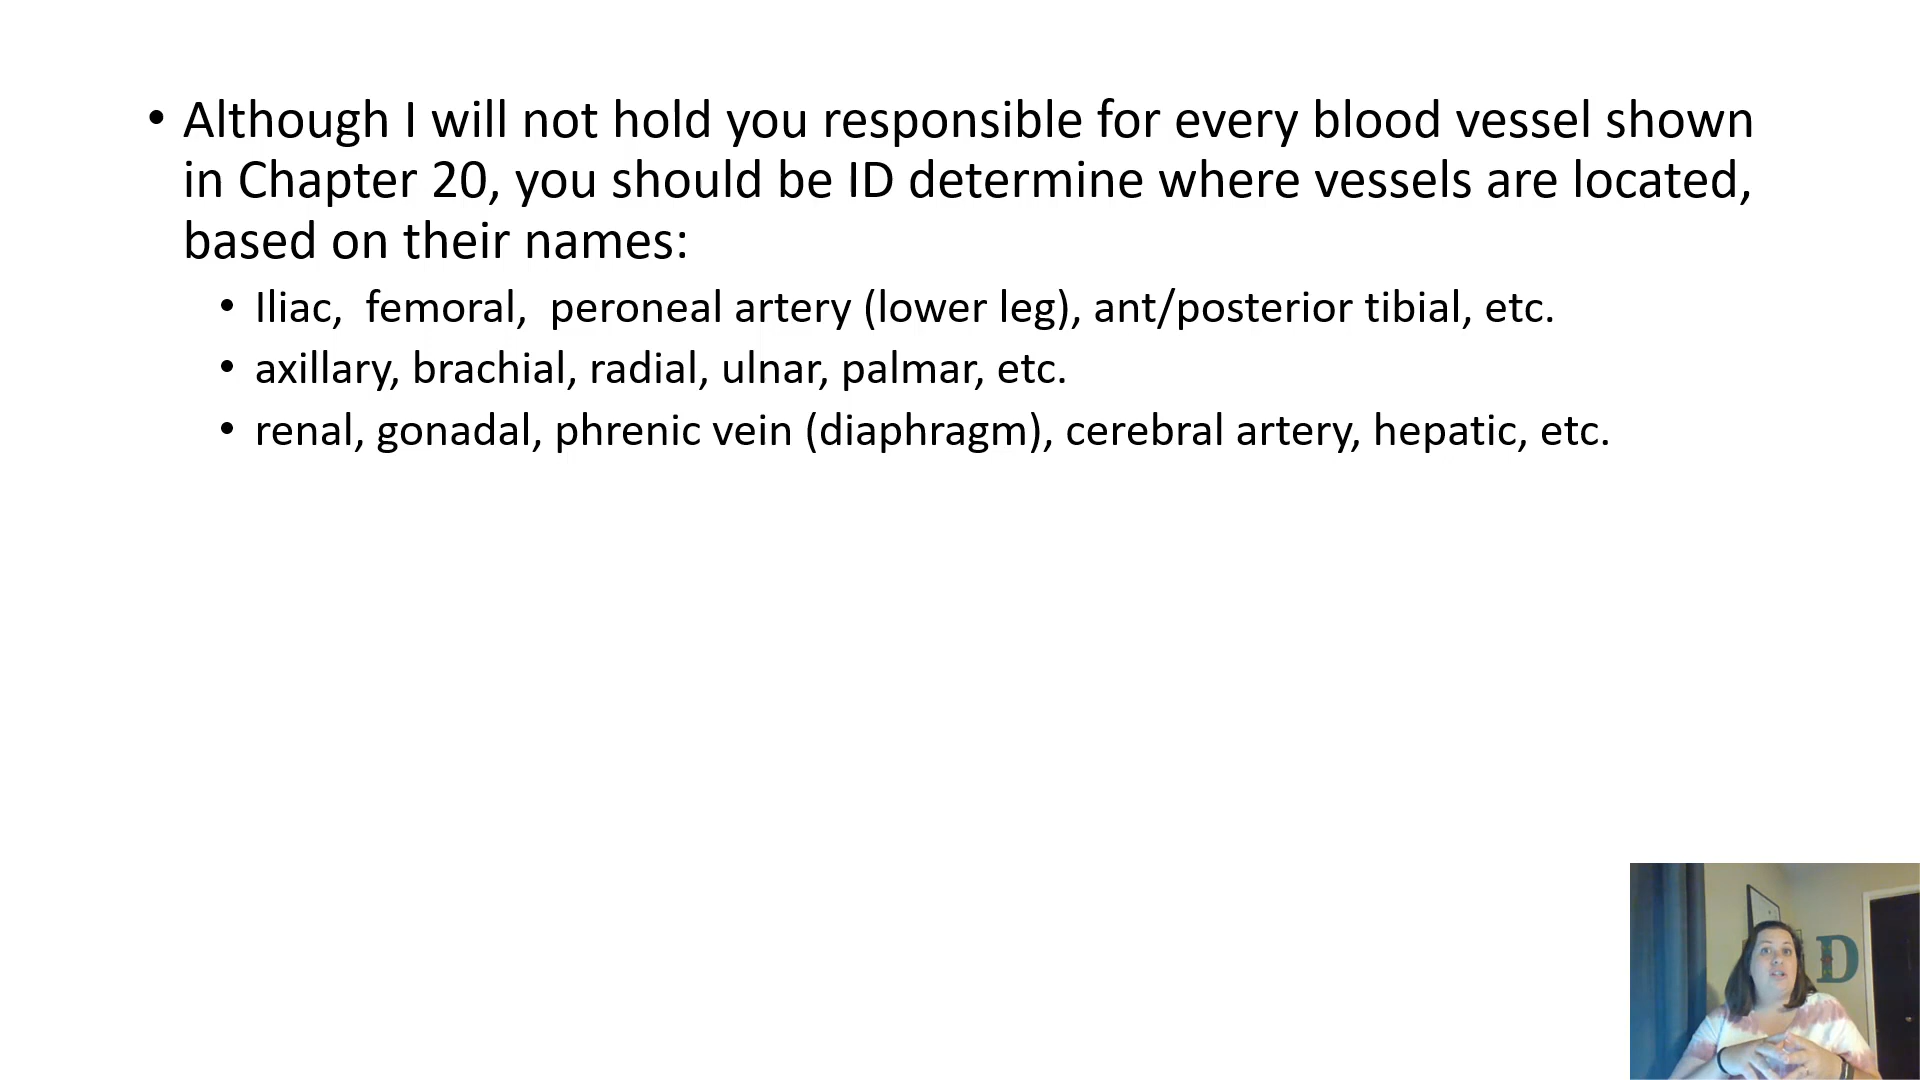 • Although I will not hold you responsible for every blood vessel shown
in Chapter 20, you should be ID determine where vessels are located,
based on their names:
• Iliac,  femoral,  peroneal artery (lower leg), ant/posterior tibial, etc.
• axillary, brachial, radial, ulnar, palmar, etc.
• renal, gonadal, phrenic vein (diaphragm), cerebral artery, hepatic, etc.
D